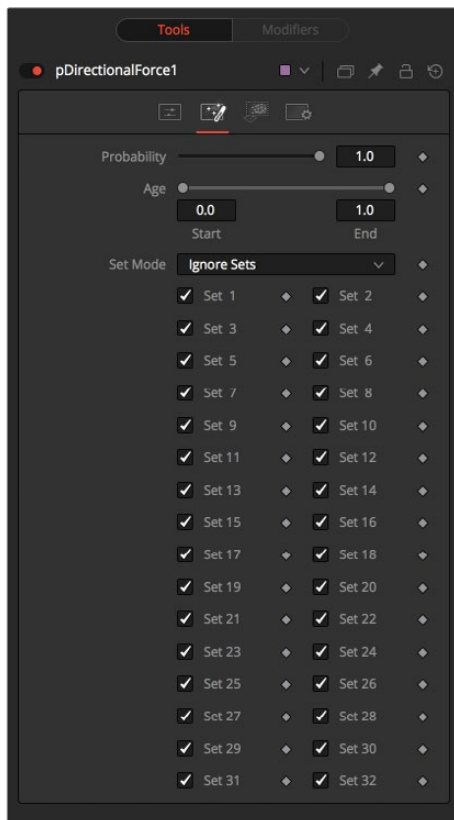 Tools Modifiers
pDirectionalForce1
Probability 1.0
Age
0.0 1.0
Start End
Set Mode Ignore Sets
Set 1 Set 2
Set 3 Set 4
Set 5 Set 6
Set 7 Set 8
Set 9 Set 10
Set 11 Set 12
Set 13 Set 14
Set 15 Set 16
Set 17 Set 18
Set 19 Set 20
Set 21 Set 22
Set 23 Set 24
Set 25 Set 26
Set 27 Set 28
Set 29 Set 30
Set 31 Set 32